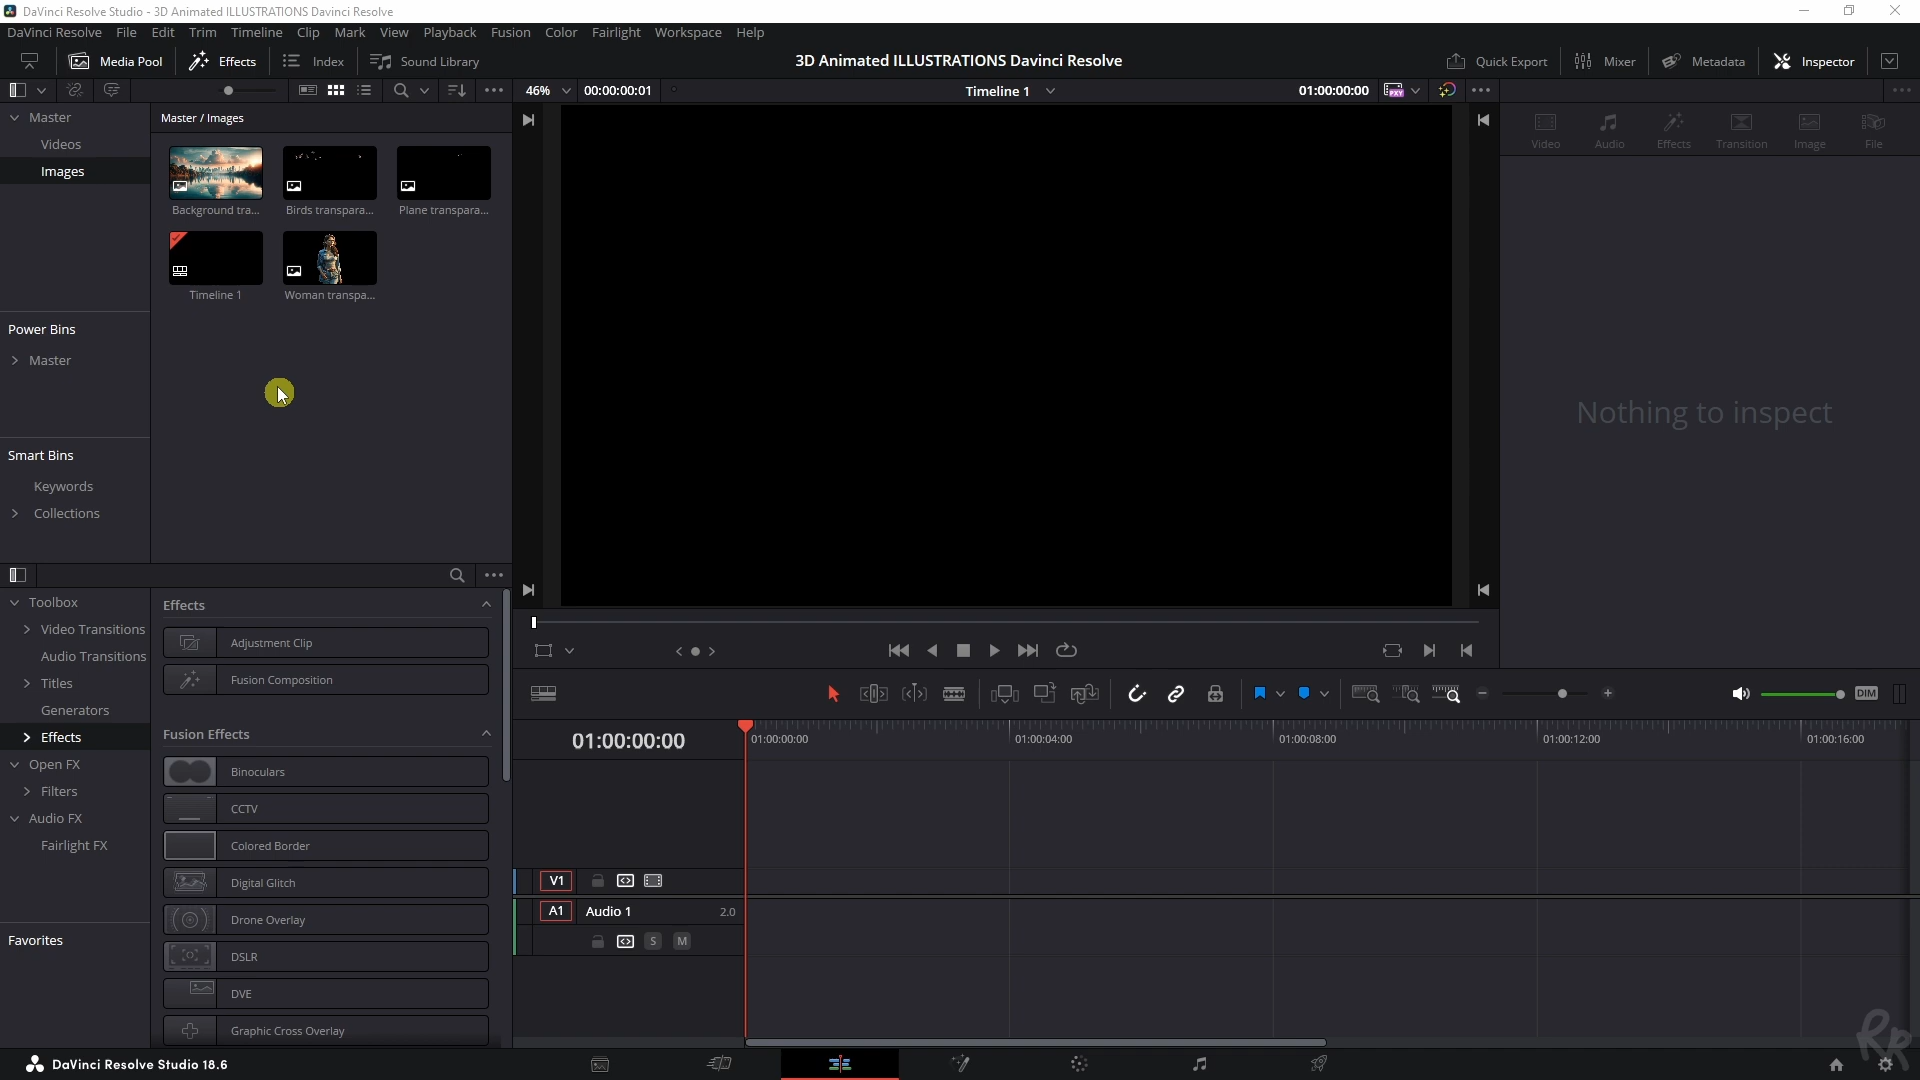 DaVinci Resolve Studio - 3D Animated ILLUSTRATIONS Davinci Resolve
DaVinci Resolve File Edit Trim Timeline Clip Mark View Playback Fusion Color Fairlight Workspace Help
Media Pool Effects Index Sound Library 3D Animated ILLUSTRATIONS Davinci Resolve Quick Export Mixer Metadata Inspector
46% 00:00:00:01 Timeline 1 01:00:00:00 PXY
Master
Videos
Images
Master / Images
Background tra... Birds transpara... Plane transpara...
Timeline 1 Woman transpa...
Power Bins
Master
Smart Bins
Keywords
Collections
Video Audio Effects Transition Image File
Nothing to inspect
Toolbox
Video Transitions
Audio Transitions
Titles
Generators
Effects
Open FX
Filters
Audio FX
Fairlight FX
Favorites
Effects
Adjustment Clip
Fusion Composition
Fusion Effects
Binoculars
CCTV
Colored Border
Digital Glitch
Drone Overlay
DSLR
DVE
Graphic Cross Overlay
DIM
01:00:00:00 01:00:00:00 01:00:04:00 01:00:08:00 01:00:12:00 01:00:16:00
V1
A1 Audio 1 2.0
S M
DaVinci Resolve Studio 18.6
RR